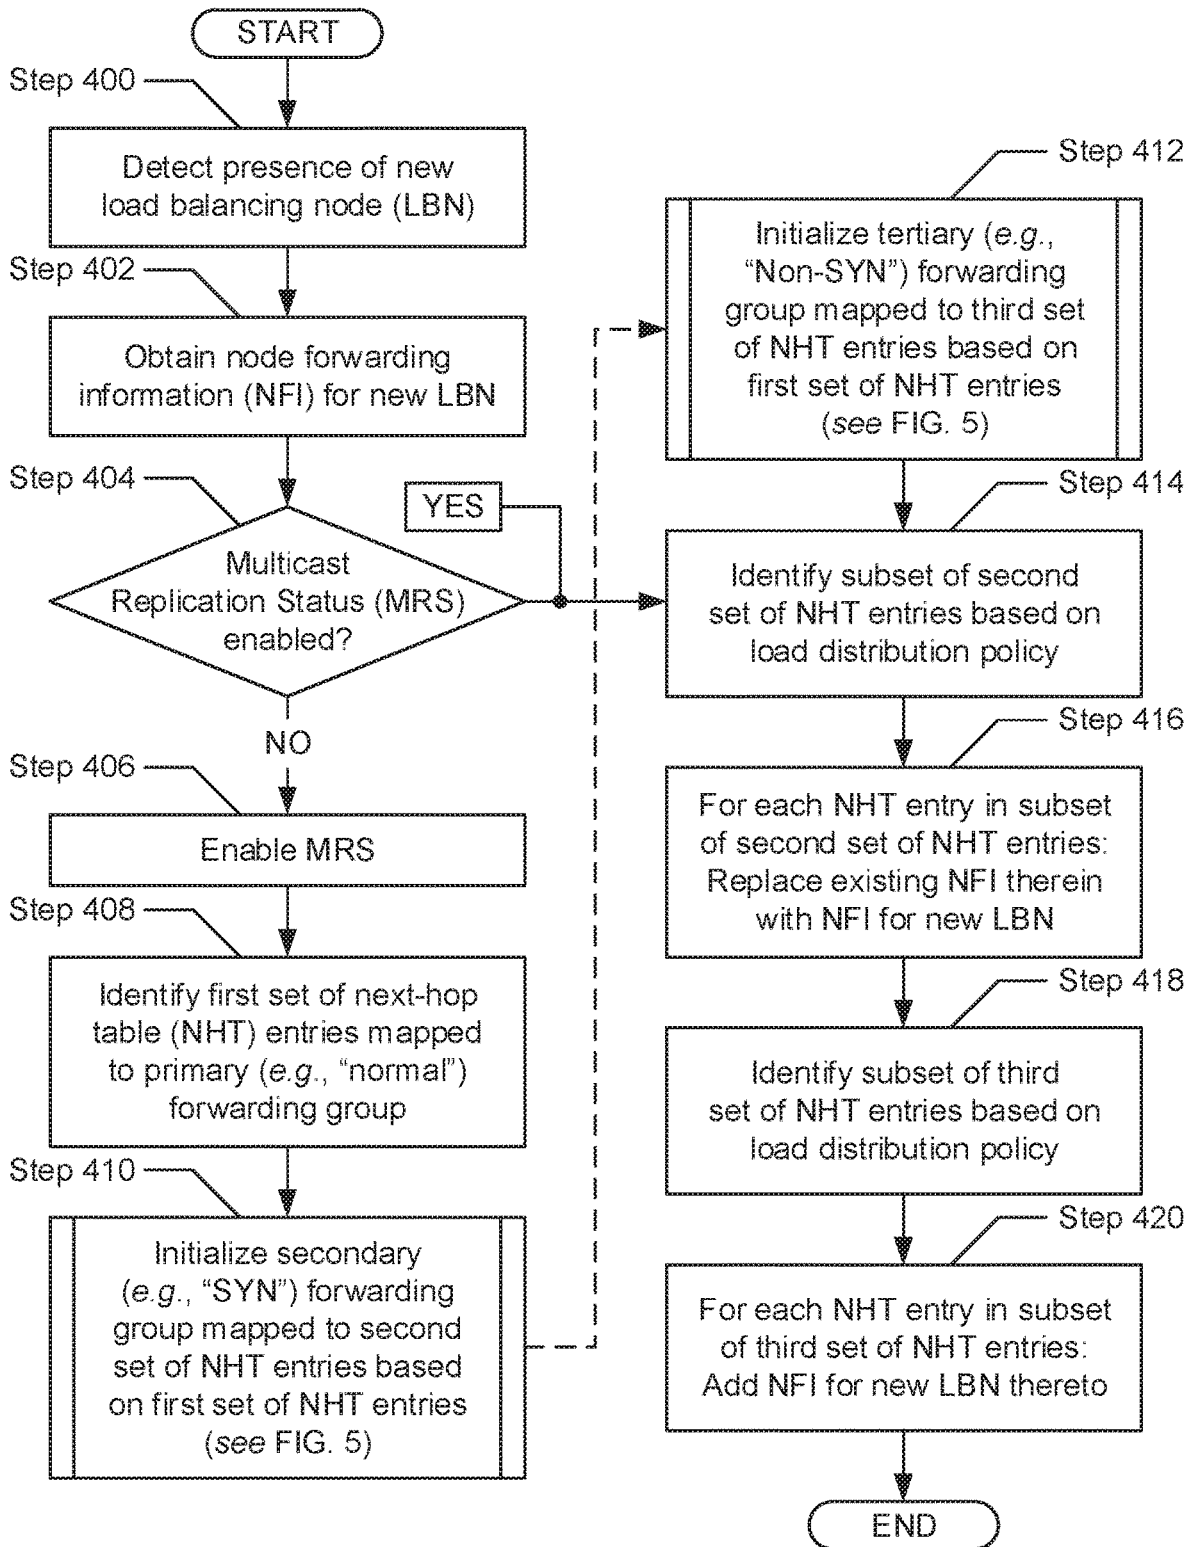 START
Step 400
Detect presence of new
load balancing node (LBN)
Step 402
Obtain node forwarding
information (NFI) for new LBN
Step 404
YES
Multicast
Replication Status (MRS)
enabled?
NO
Step 406
Enable MRS
Step 408
Identify first set of next-hop
table (NHT) entries mapped
to primary (e.g., “normal”)
forwarding group
Step 410
Initialize secondary
(e.g., “SYN”) forwarding
group mapped to second
set of NHT entries based
on first set of NHT entries
(see FIG. 5)
Step 412
Initialize tertiary (e.g.,
“Non-SYN”) forwarding
group mapped to third set
of NHT entries based on
first set of NHT entries
(see FIG. 5)
Step 414
Identify subset of second
set of NHT entries based on
load distribution policy
Step 416
For each NHT entry in subset
of second set of NHT entries:
Replace existing NFI therein
with NFI for new LBN
Step 418
Identify subset of third
set of NHT entries based on
load distribution policy
Step 420
For each NHT entry in subset
of third set of NHT entries:
Add NFI for new LBN thereto
END